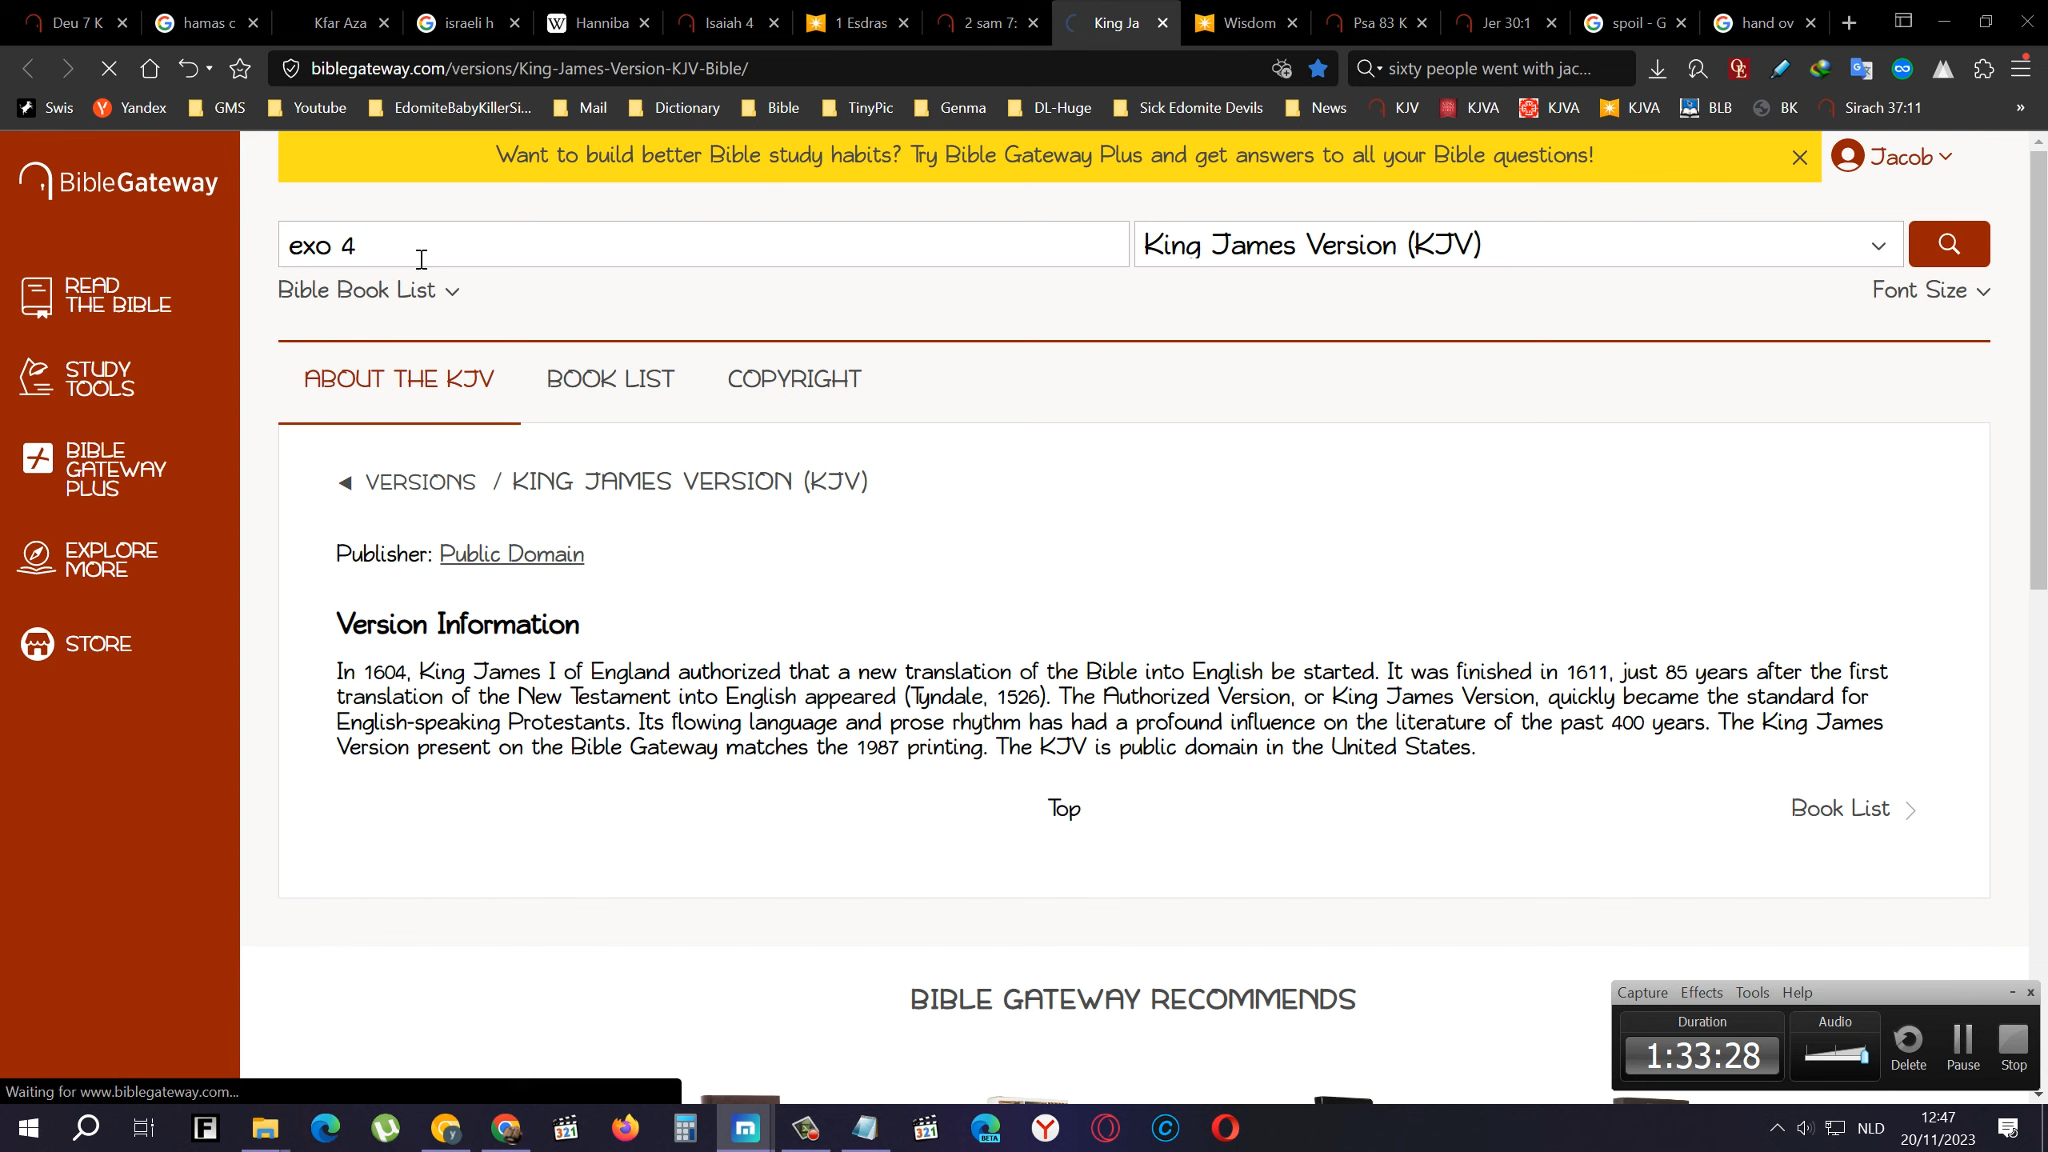 Deu 7 K
hamas c
Kfar Aza
israeli h
Hanniba
Isaiah 4
1 Esdras
2 sam 7:
King Ja
Wisdom
Psa 83 K
Jer 30:1
spoil - G
hand ov
biblegateway.com/versions/King-James-Version-KJV-Bible/
sixty people went with jac...
Swis
Yandex
GMS
Youtube
EdomiteBabyKillerSi...
Mail
Dictionary
Bible
TinyPic
Genma
DL-Huge
Sick Edomite Devils
News
KJV
KJVA
KJVA
KJVA
BLB
BK
Sirach 37:11
»
BibleGateway
Want to build better Bible study habits? Try Bible Gateway Plus and get answers to all your Bible questions!
Jacob
exo 4
King James Version (KJV)
Bible Book List
Font Size
READ
THE BIBLE
STUDY
TOOLS
BIBLE
GATEWAY
PLUS
EXPLORE
MORE
STORE
ABOUT THE KJV
BOOK LIST
COPYRIGHT
VERSIONS / KING JAMES VERSION (KJV)
Publisher: Public Domain
Version Information
In 1604, King James I of England authorized that a new translation of the Bible into English be started. It was finished in 1611, just 85 years after the first
translation of the New Testament into English appeared (Tyndale, 1526). The Authorized Version, or King James Version, quickly became the standard for
English-speaking Protestants. Its flowing language and prose rhythm has had a profound influence on the literature of the past 400 years. The King James
Version present on the Bible Gateway matches the 1987 printing. The KJV is public domain in the United States.
Top
Book List
BIBLE GATEWAY RECOMMENDS
Capture Effects Tools Help
Duration
Audio
1:33:28
Delete
Pause
Stop
Waiting for www.biblegateway.com...
NLD
12:47
20/11/2023